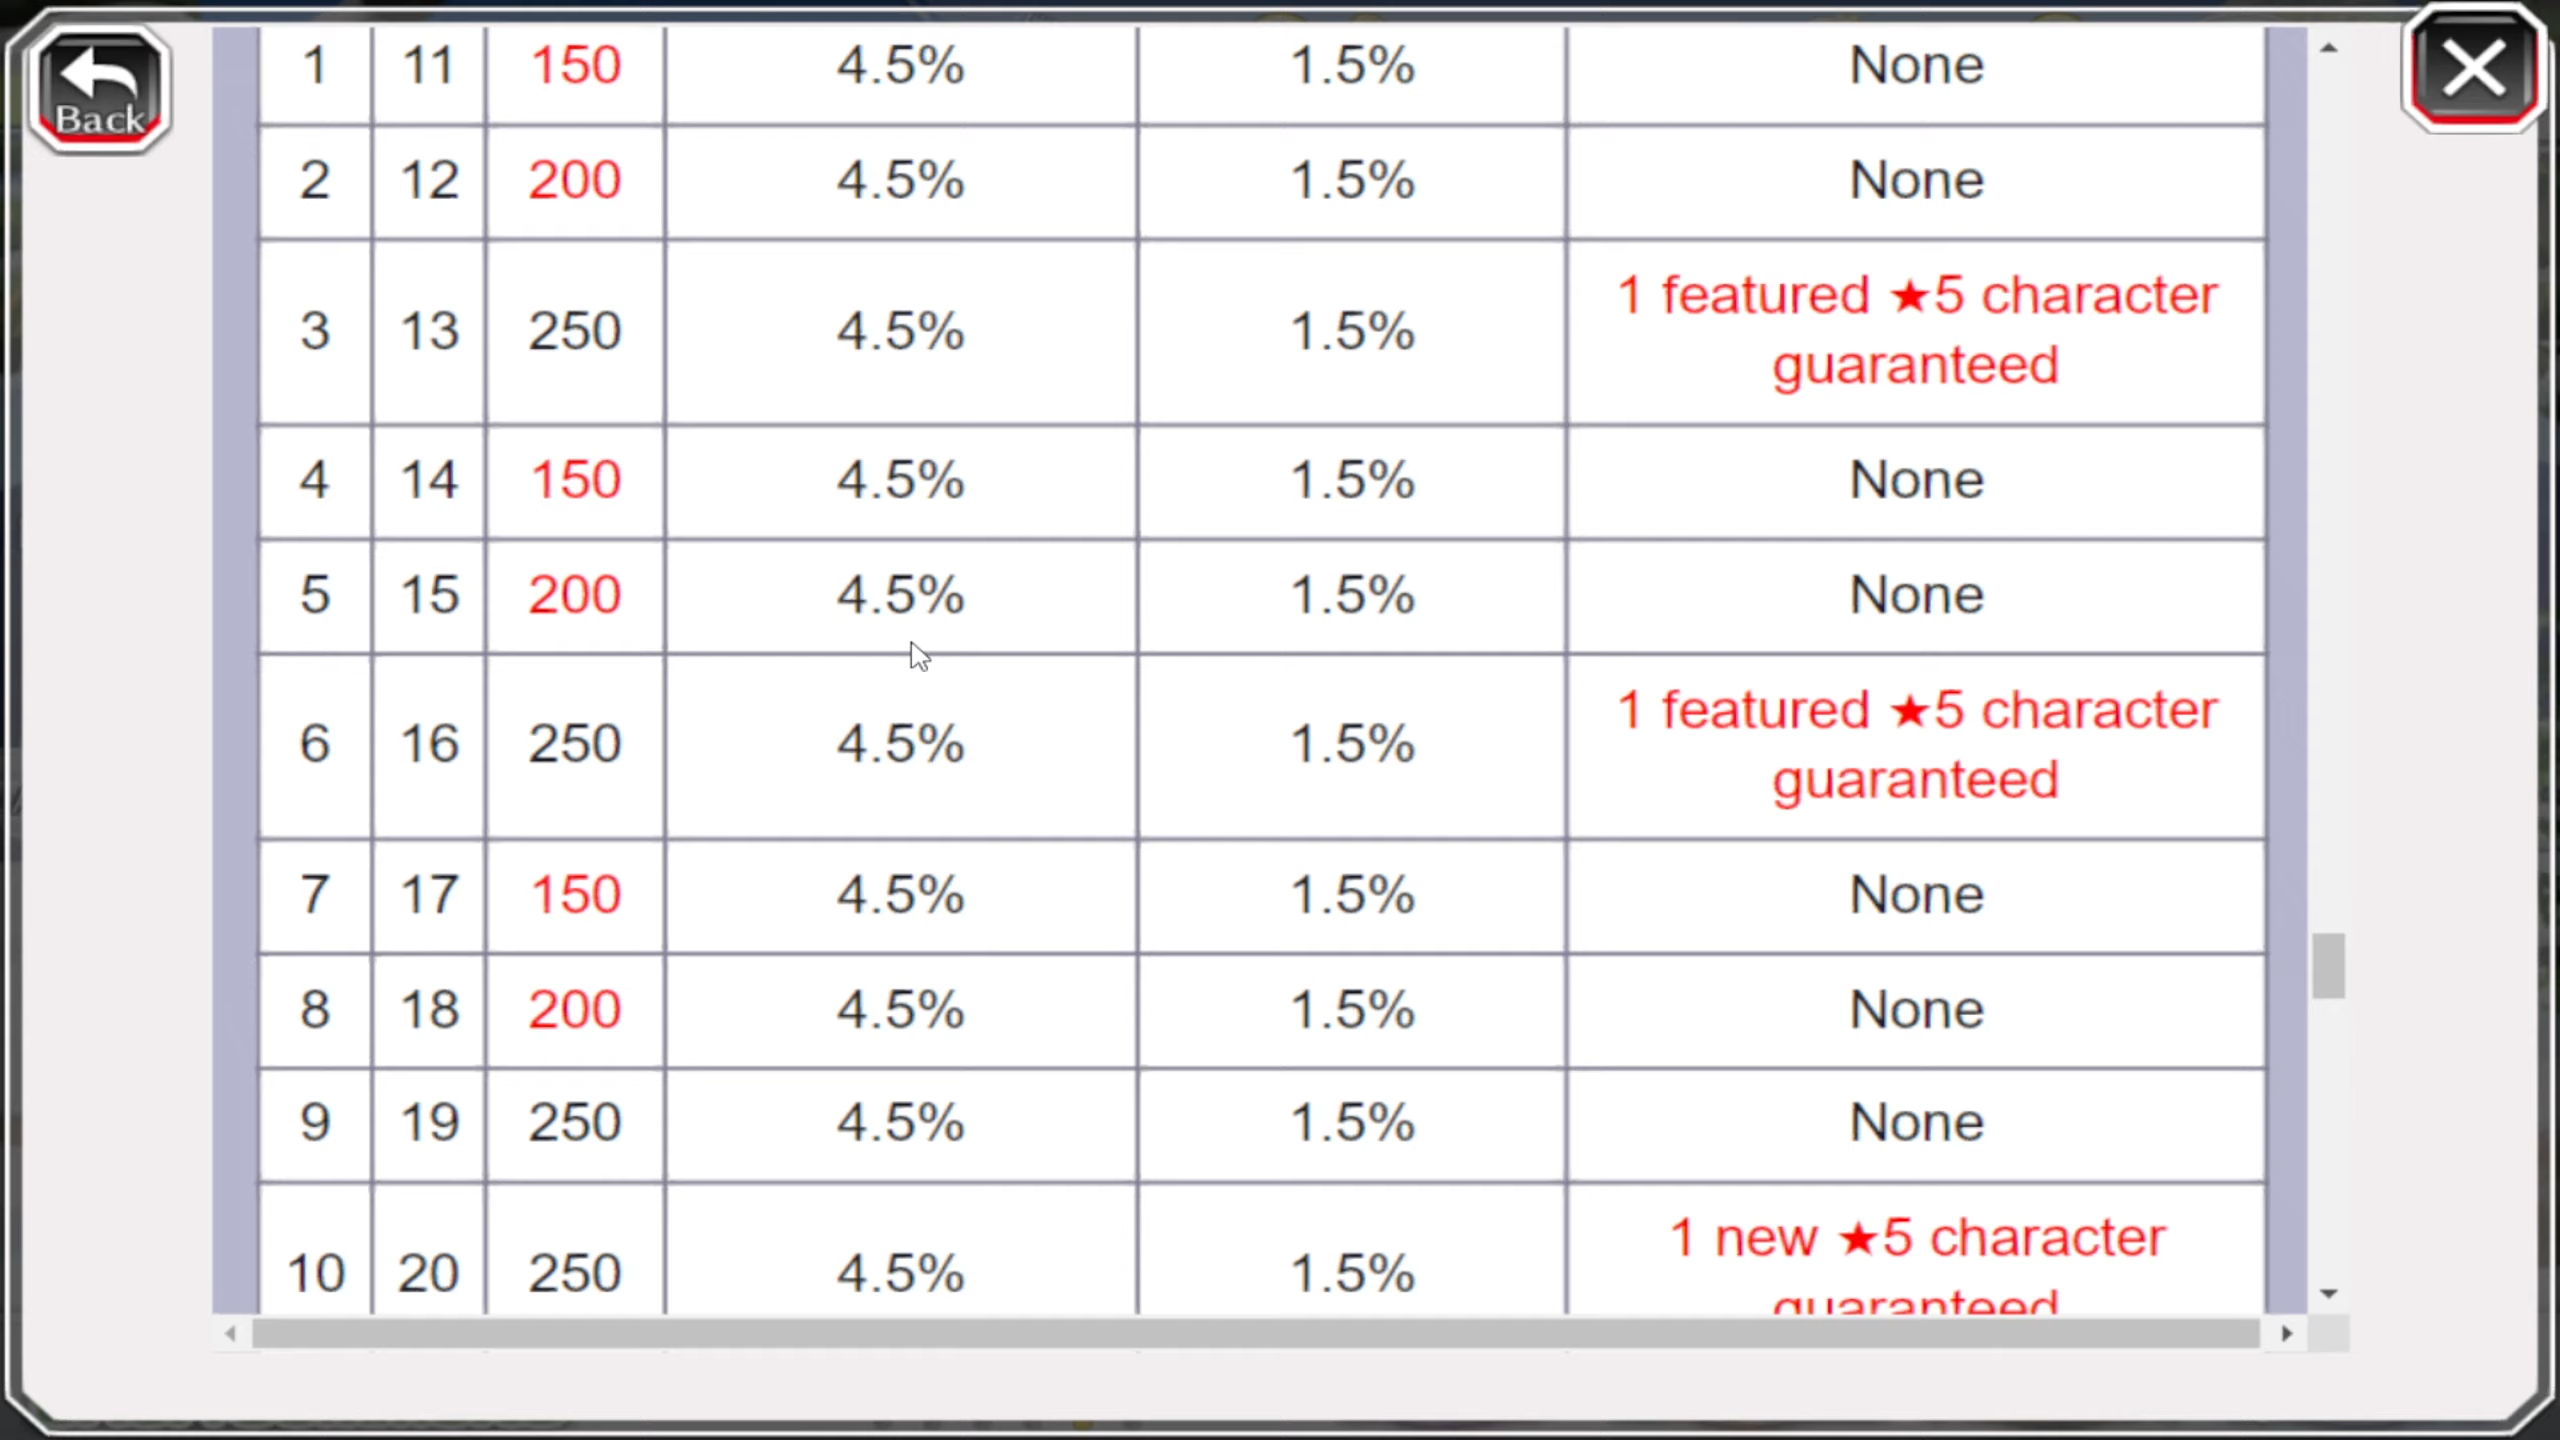 Back
1 11 150 4.5% 1.5% None
2 12 200 4.5% 1.5% None
3 13 250 4.5% 1.5% 1 featured ★5 character
guaranteed
4 14 150 4.5% 1.5% None
5 15 200 4.5% 1.5% None
6 16 250 4.5% 1.5% 1 featured ★5 character
guaranteed
7 17 150 4.5% 1.5% None
8 18 200 4.5% 1.5% None
9 19 250 4.5% 1.5% None
10 20 250 4.5% 1.5% 1 new ★5 character
guaranteed